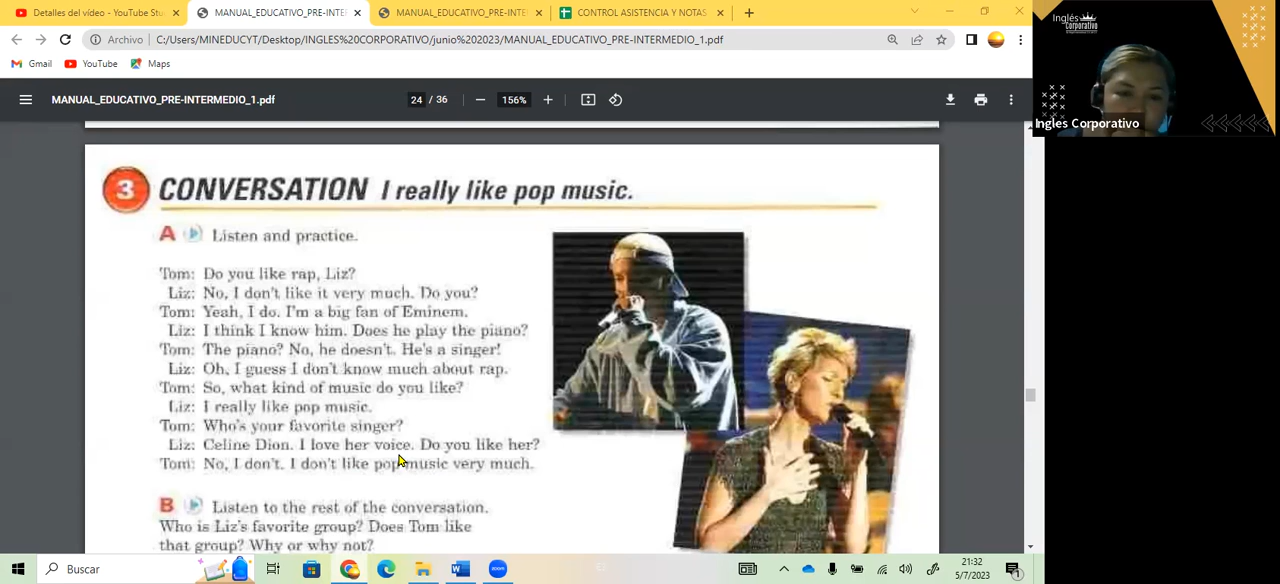 Detalles del vídeo - YouTube Stu
MANUAL_EDUCATIVO_PRE-INTER
MANUAL_EDUCATIVO_PRE-INTE
CONTROL ASISTENCIA Y NOTAS
Archivo
C:/Users/MINEDUCYT/Desktop/INGLES%20CORPORATIVO/junio%202023/MANUAL_EDUCATIVO_PRE-INTERMEDIO_1.pdf
Gmail
YouTube
Maps
MANUAL_EDUCATIVO_PRE-INTERMEDIO_1.pdf
24 / 36
156%
Inglés
Corporativo
Ingles Corporativo
3 CONVERSATION I really like pop music.
A Listen and practice.
Tom: Do you like rap, Liz?
Liz: No, I don't like it very much. Do you?
Tom: Yeah, I do. I'm a big fan of Eminem.
Liz: I think I know him. Does he play the piano?
Tom: The piano? No, he doesn't. He's a singer!
Liz: Oh, I guess I don't know much about rap.
Tom: So, what kind of music do you like?
Liz: I really like pop music.
Tom: Who's your favorite singer?
Liz: Celine Dion. I love her voice. Do you like her?
Tom: No, I don't. I don't like pop music very much.
B Listen to the rest of the conversation.
Who is Liz's favorite group? Does Tom like
that group? Why or why not?
Buscar
21:32
5/7/2023